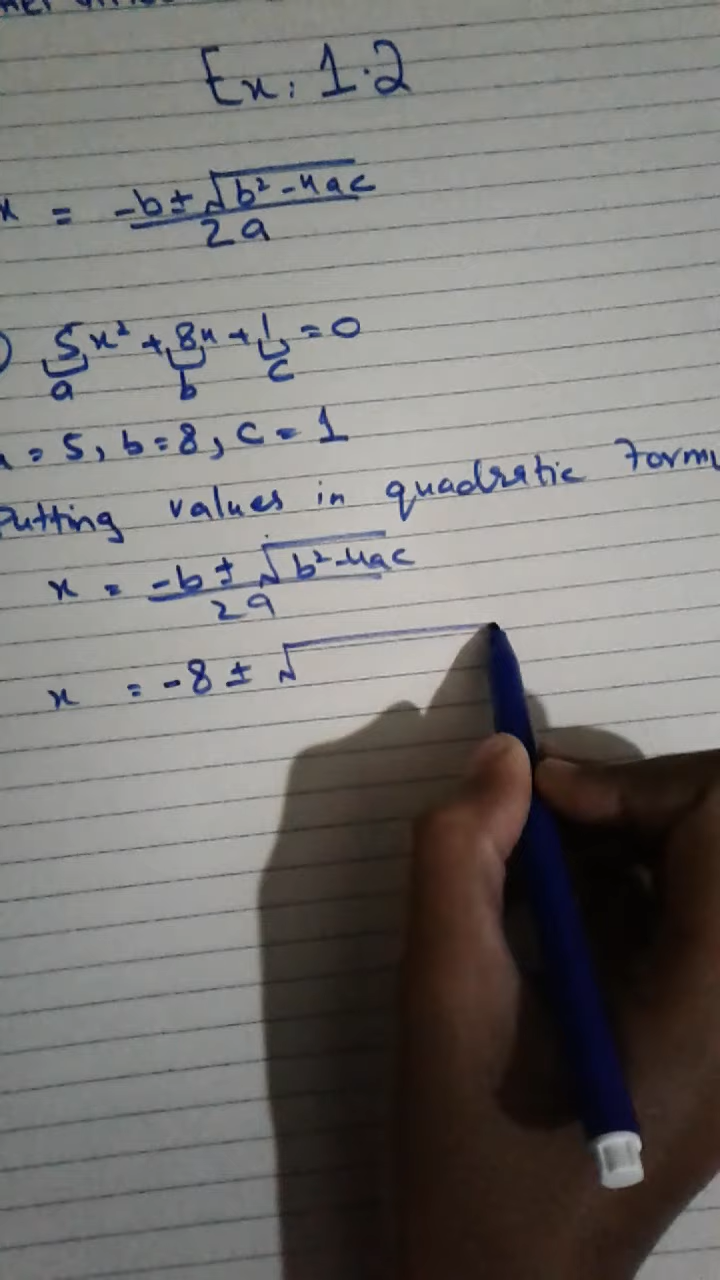 Ex: 1.2
x = -b ± √b² - 4ac
2a
5x² + 8x + 1 = 0
a b c
= 5, b = 8, c = 1
Putting values in quadratic
x = -b ± √b² - 4ac
2a
x = -8 ± √